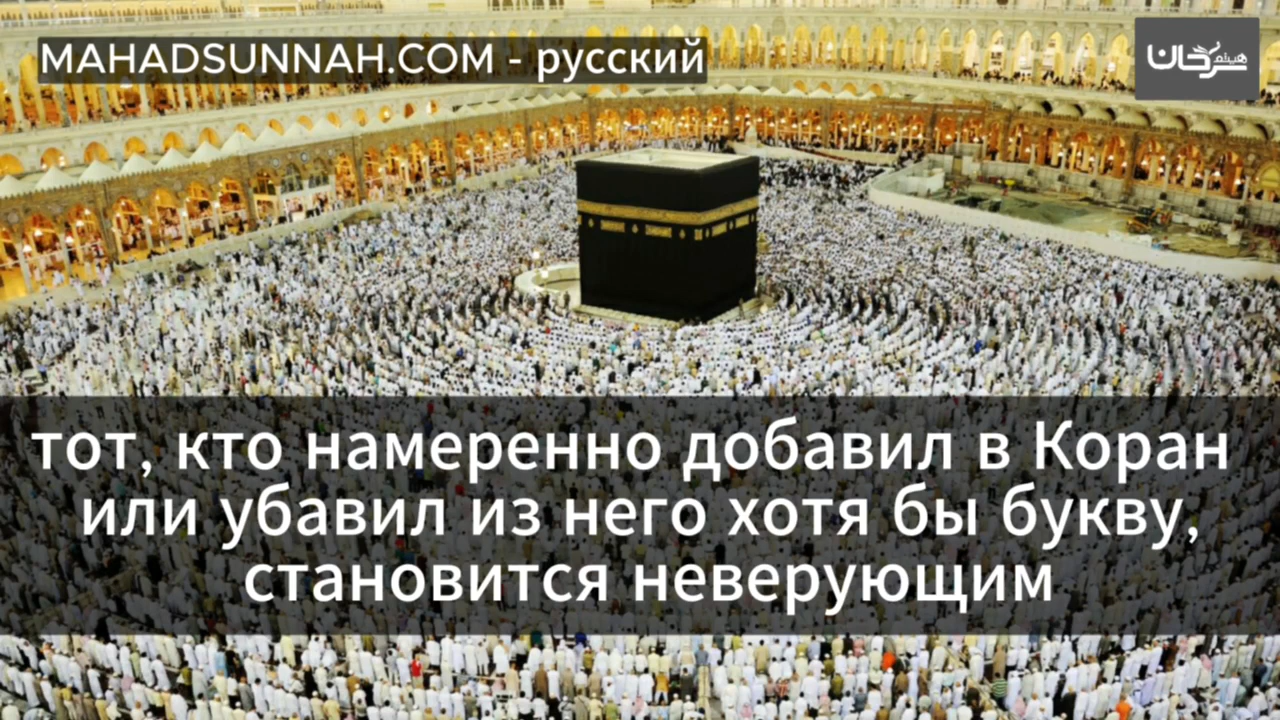 MAHADSUNNAH.COM - русский
тот, кто намеренно добавил в Коран
или убавил из него хотя бы букву,
становится неверующим